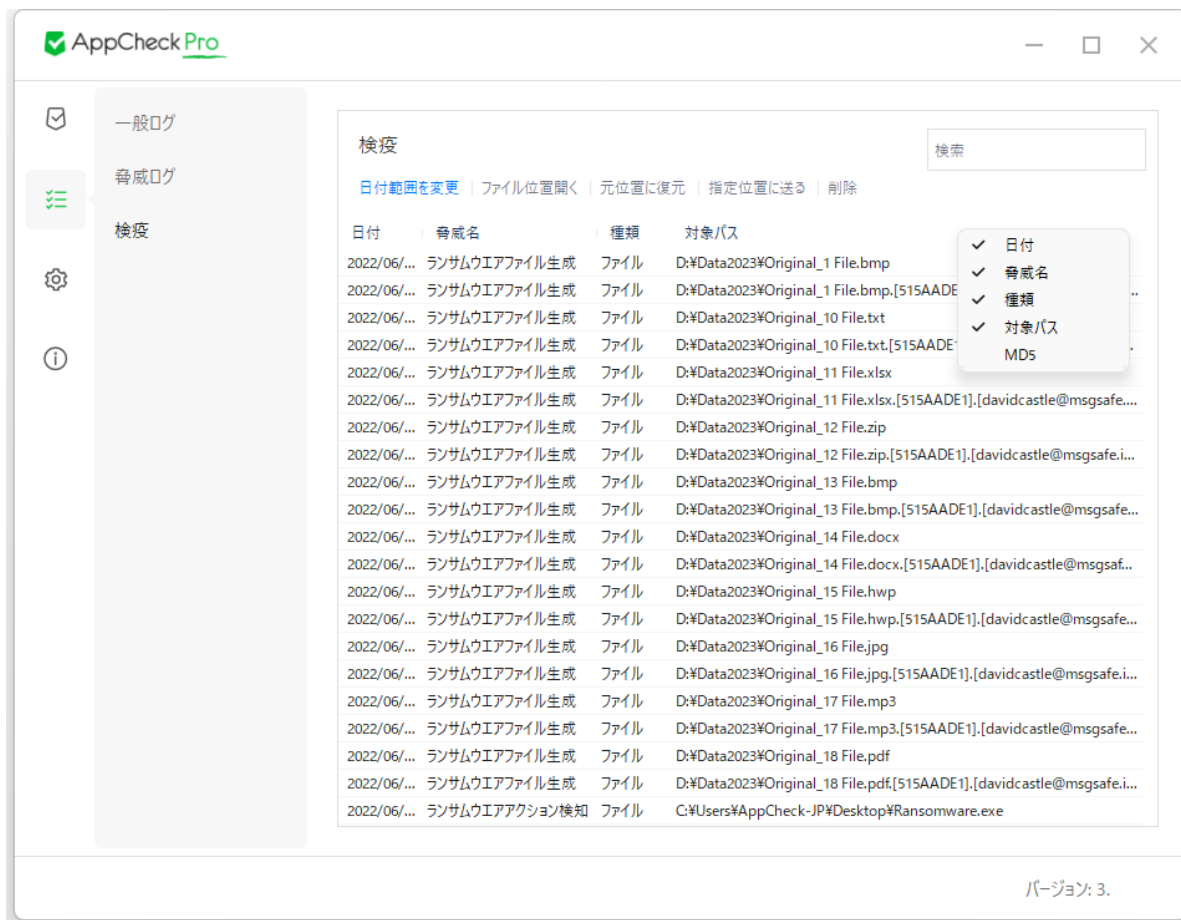 AppCheck Pro
一般ログ
脅威ログ
検疫
検疫
検索
日付範囲を変更 | ファイル位置開く | 元位置に復元 | 指定位置に送る | 削除
日付 脅威名 種類 対象パス
日付
脅威名
種類
対象パス
MD5
2022/06/... ランサムウエアファイル生成 ファイル D:¥Data2023¥Original_1 File.bmp
2022/06/... ランサムウエアファイル生成 ファイル D:¥Data2023¥Original_1 File.bmp.[515AADE ...
2022/06/... ランサムウエアファイル生成 ファイル D:¥Data2023¥Original_10 File.txt
2022/06/... ランサムウエアファイル生成 ファイル D:¥Data2023¥Original_10 File.txt.[515AADE
2022/06/... ランサムウエアファイル生成 ファイル D:¥Data2023¥Original_11 File.xlsx
2022/06/... ランサムウエアファイル生成 ファイル D:¥Data2023¥Original_11 File.xlsx.[515AADE1].[davidcastle@msgsafe....
2022/06/... ランサムウエアファイル生成 ファイル D:¥Data2023¥Original_12 File.zip
2022/06/... ランサムウエアファイル生成 ファイル D:¥Data2023¥Original_12 File.zip.[515AADE1].[davidcastle@msgsafe.i...
2022/06/... ランサムウエアファイル生成 ファイル D:¥Data2023¥Original_13 File.bmp
2022/06/... ランサムウエアファイル生成 ファイル D:¥Data2023¥Original_13 File.bmp.[515AADE1].[davidcastle@msgsafe...
2022/06/... ランサムウエアファイル生成 ファイル D:¥Data2023¥Original_14 File.docx
2022/06/... ランサムウエアファイル生成 ファイル D:¥Data2023¥Original_14 File.docx.[515AADE1].[davidcastle@msgsaf...
2022/06/... ランサムウエアファイル生成 ファイル D:¥Data2023¥Original_15 File.hwp
2022/06/... ランサムウエアファイル生成 ファイル D:¥Data2023¥Original_15 File.hwp.[515AADE1].[davidcastle@msgsafe...
2022/06/... ランサムウエアファイル生成 ファイル D:¥Data2023¥Original_16 File.jpg
2022/06/... ランサムウエアファイル生成 ファイル D:¥Data2023¥Original_16 File.jpg.[515AADE1].[davidcastle@msgsafe.i...
2022/06/... ランサムウエアファイル生成 ファイル D:¥Data2023¥Original_17 File.mp3
2022/06/... ランサムウエアファイル生成 ファイル D:¥Data2023¥Original_17 File.mp3.[515AADE1].[davidcastle@msgsafe...
2022/06/... ランサムウエアファイル生成 ファイル D:¥Data2023¥Original_18 File.pdf
2022/06/... ランサムウエアファイル生成 ファイル D:¥Data2023¥Original_18 File.pdf.[515AADE1].[davidcastle@msgsafe.i...
2022/06/... ランサムウエアアクション検知 ファイル C:¥Users¥AppCheck-JP¥Desktop¥Ransomware.exe
バージョン: 3.